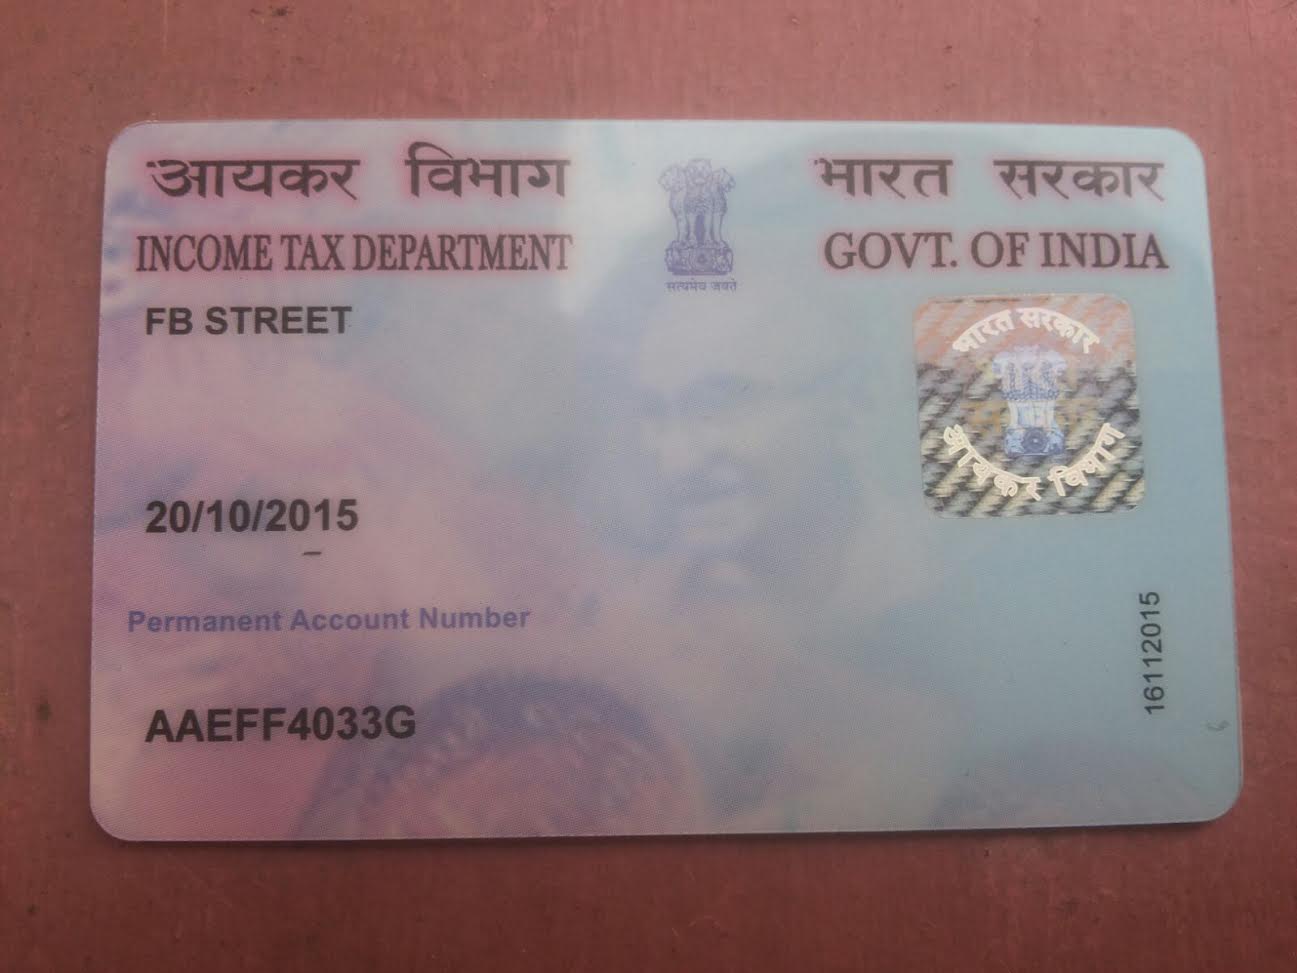 आयकर विभाग
INCOME TAX DEPARTMENT
सत्यमेव जयते
भारत सरकार
GOVT. OF INDIA
FB STREET
भारत सरकार
आयकर विभाग
20/10/2015
Permanent Account Number
16112015
AAEFF4033G